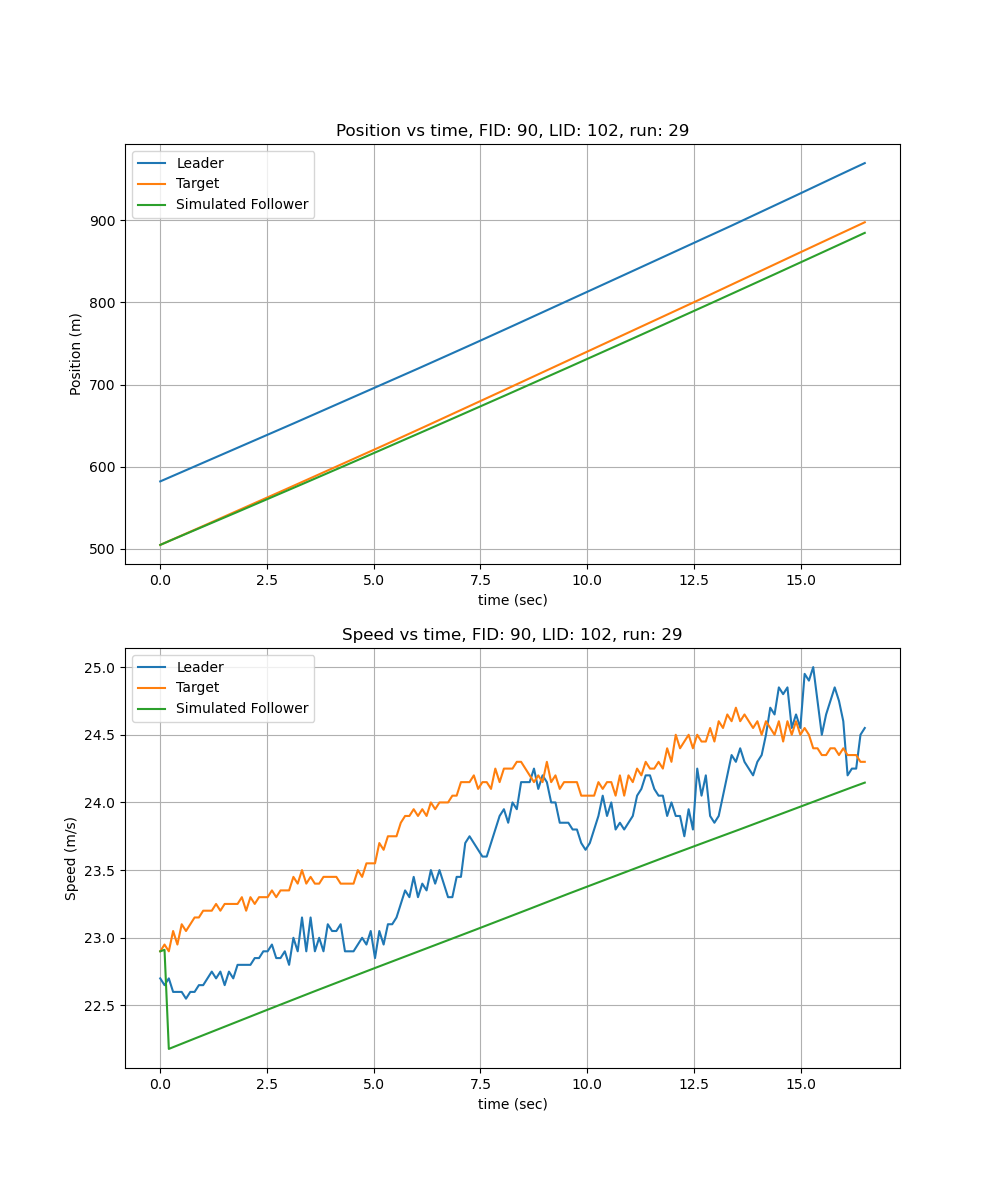 Position vs time, FID: 90, LID: 102, run: 29
Leader
Target
Simulated Follower
900
800
700
600
500
Position (m)
0.0 2.5 5.0 7.5 10.0 12.5 15.0
time (sec)
Speed vs time, FID: 90, LID: 102, run: 29
Leader
Target
Simulated Follower
25.0
24.5
24.0
23.5
23.0
22.5
Speed (m/s)
0.0 2.5 5.0 7.5 10.0 12.5 15.0
time (sec)